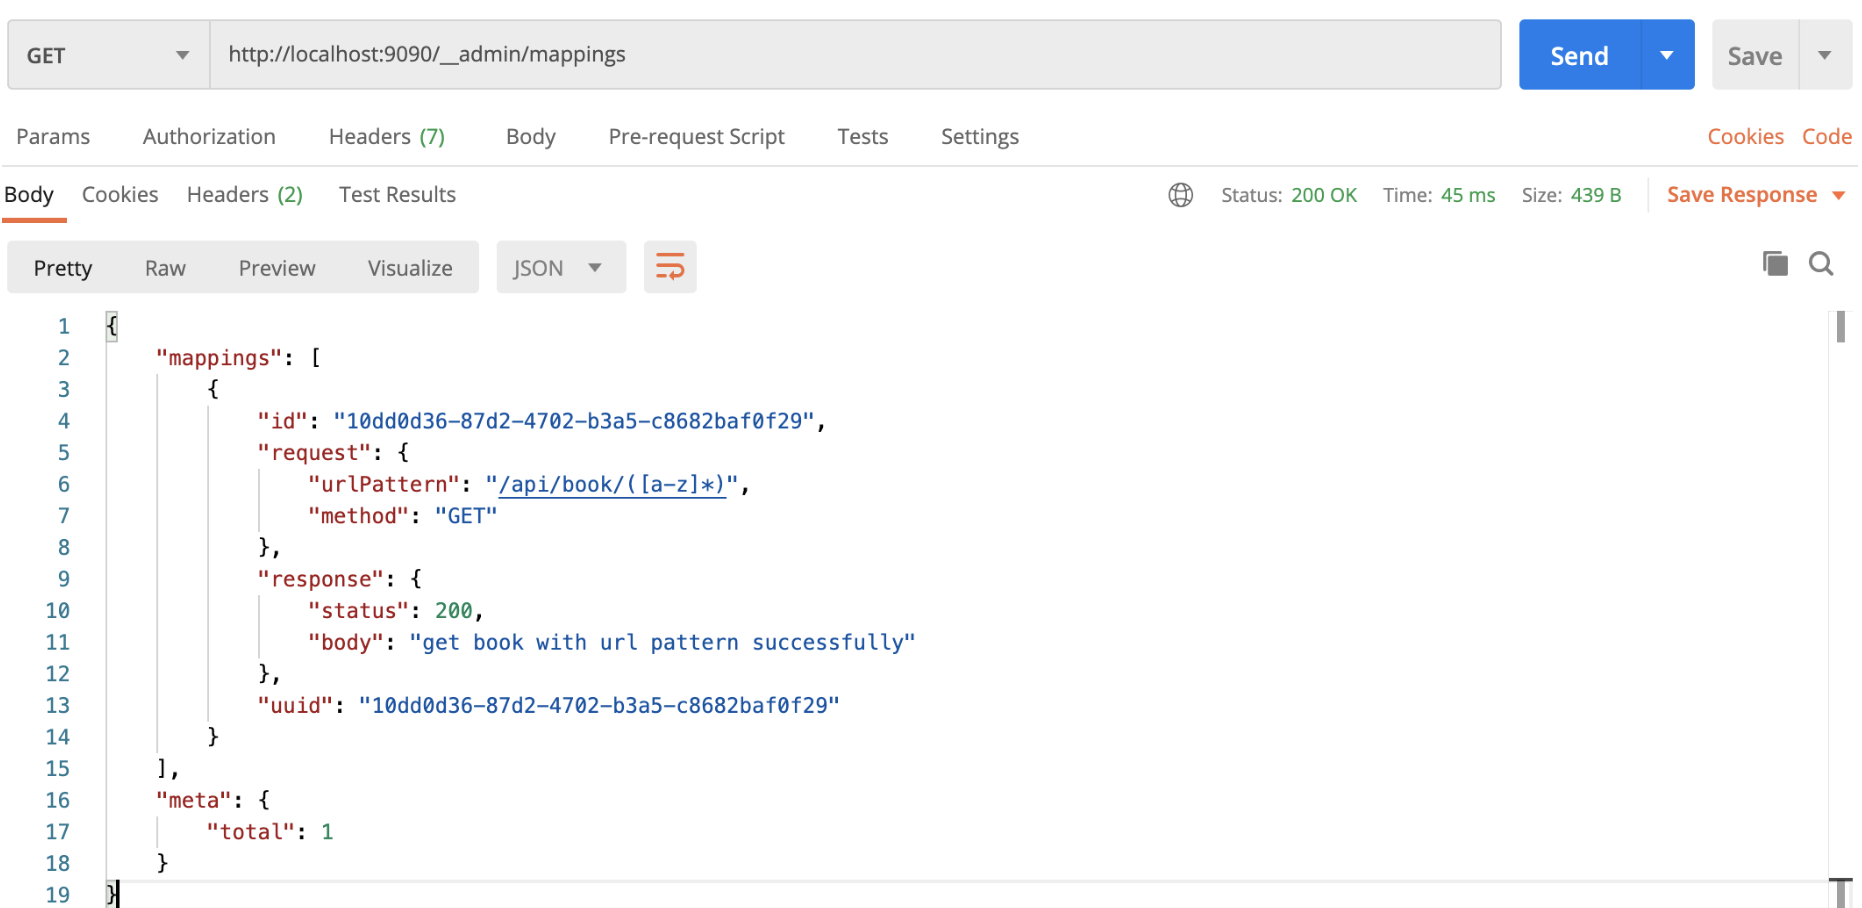 GET http://localhost:9090/__admin/mappings Send Save
Params Authorization Headers (7) Body Pre-request Script Tests Settings Cookies Code
Body Cookies Headers (2) Test Results Status: 200 OK Time: 45 ms Size: 439 B Save Response
Pretty Raw Preview Visualize JSON
1 {
2 "mappings": [
3 {
4 "id": "10dd0d36-87d2-4702-b3a5-c8682baf0f29",
5 "request": {
6 "urlPattern": "/api/book/([a-z]*)",
7 "method": "GET"
8 },
9 "response": {
10 "status": 200,
11 "body": "get book with url pattern successfully"
12 },
13 "uuid": "10dd0d36-87d2-4702-b3a5-c8682baf0f29"
14 }
15 ],
16 "meta": {
17 "total": 1
18 }
19 }